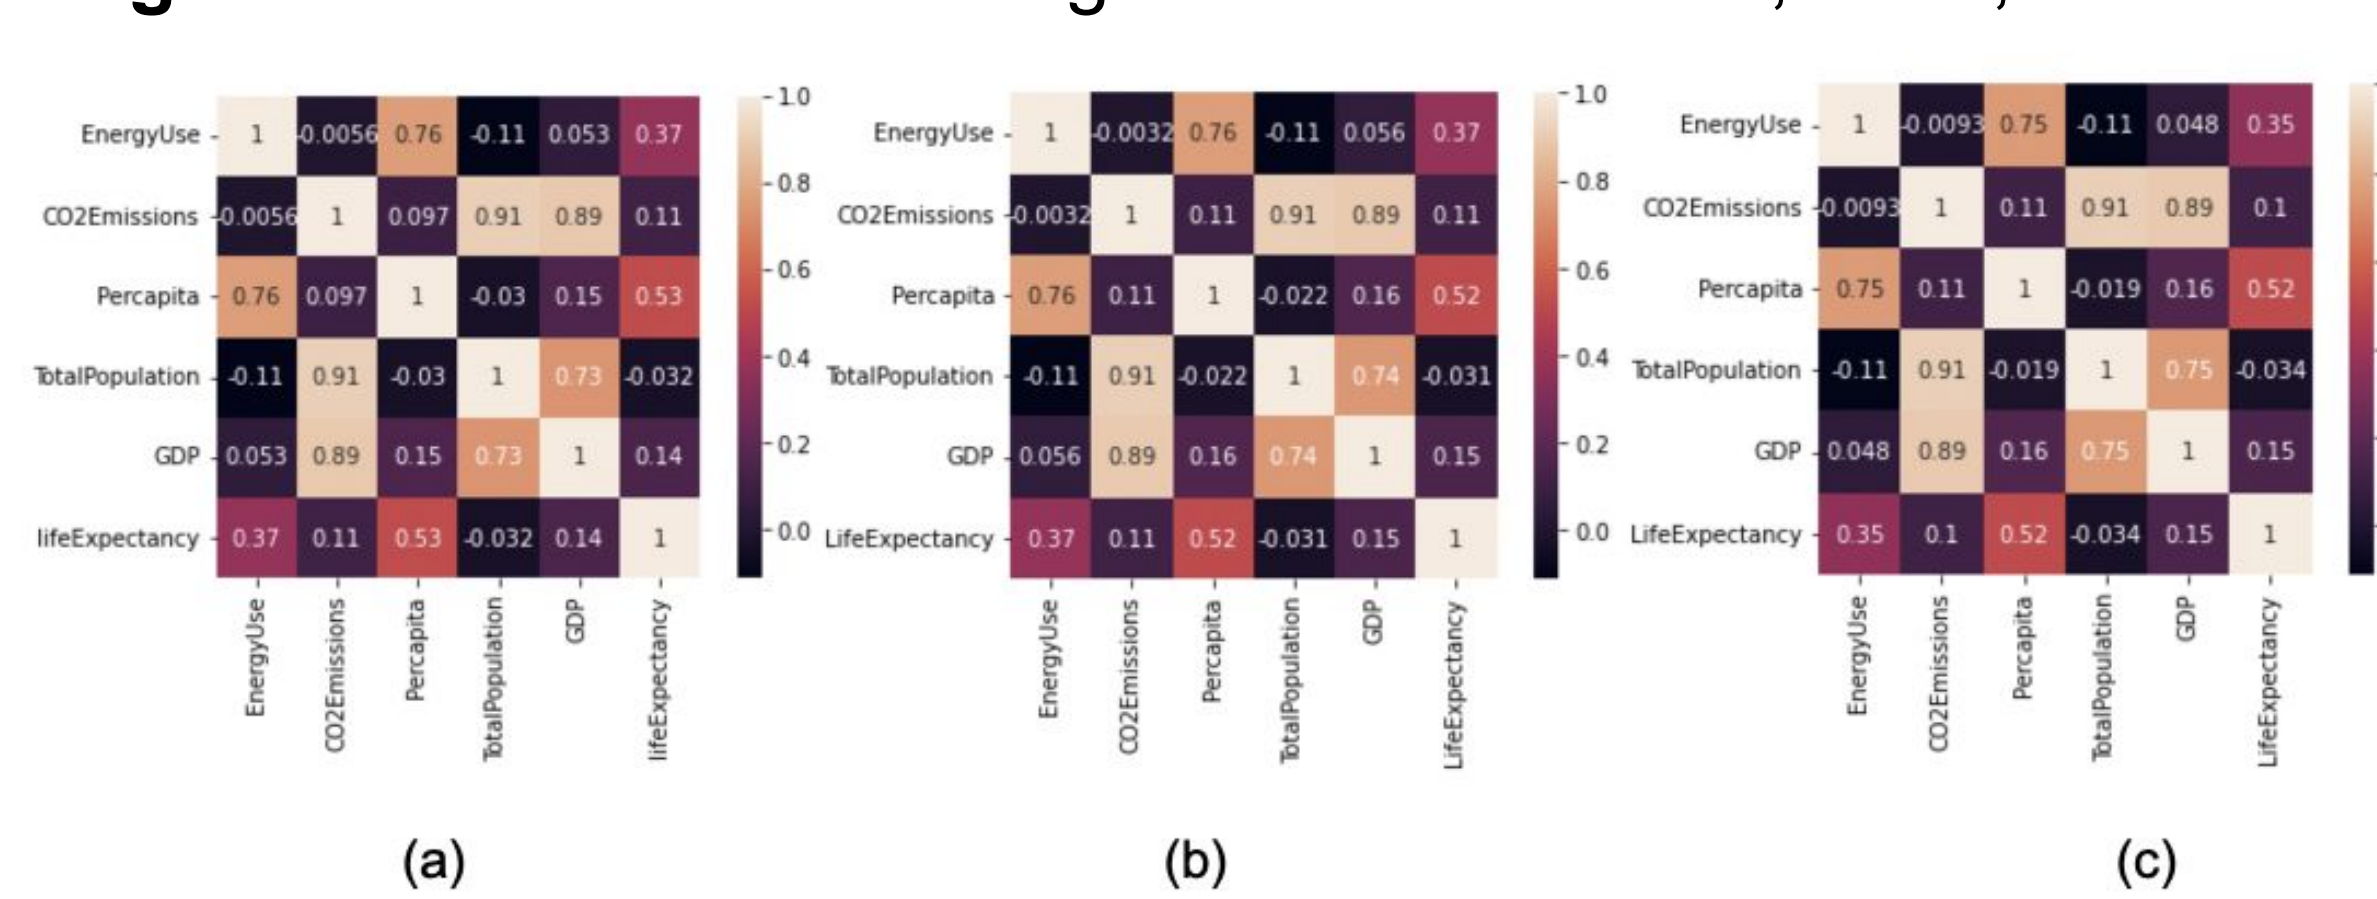 1.0
EnergyUse 1 -0.0056 0.76 -0.11 0.053 0.37
0.8
CO2Emissions -0.0056 1 0.097 0.91 0.89 0.11
0.6
Percapita 0.76 0.097 1 -0.03 0.15 0.53
0.4
TotalPopulation -0.11 0.91 -0.03 1 0.73 -0.032
0.2
GDP 0.053 0.89 0.15 0.73 1 0.14
0.0
lifeExpectancy 0.37 0.11 0.53 -0.032 0.14 1
EnergyUse
CO2Emissions
Percapita
TotalPopulation
GDP
lifeExpectancy
(a)
1.0
EnergyUse 1 -0.0032 0.76 -0.11 0.056 0.37
0.8
CO2Emissions -0.0032 1 0.11 0.91 0.89 0.11
0.6
Percapita 0.76 0.11 1 -0.022 0.16 0.52
0.4
TotalPopulation -0.11 0.91 -0.022 1 0.74 -0.031
0.2
GDP 0.056 0.89 0.16 0.74 1 0.15
0.0
LifeExpectancy 0.37 0.11 0.52 -0.031 0.15 1
EnergyUse
CO2Emissions
Percapita
TotalPopulation
GDP
LifeExpectancy
(b)
EnergyUse 1 -0.0093 0.75 -0.11 0.048 0.35
CO2Emissions -0.0093 1 0.11 0.91 0.89 0.1
Percapita 0.75 0.11 1 -0.019 0.16 0.52
TotalPopulation -0.11 0.91 -0.019 1 0.75 -0.034
GDP 0.048 0.89 0.16 0.75 1 0.15
LifeExpectancy 0.35 0.1 0.52 -0.034 0.15 1
EnergyUse
CO2Emissions
Percapita
TotalPopulation
GDP
LifeExpectancy
(c)